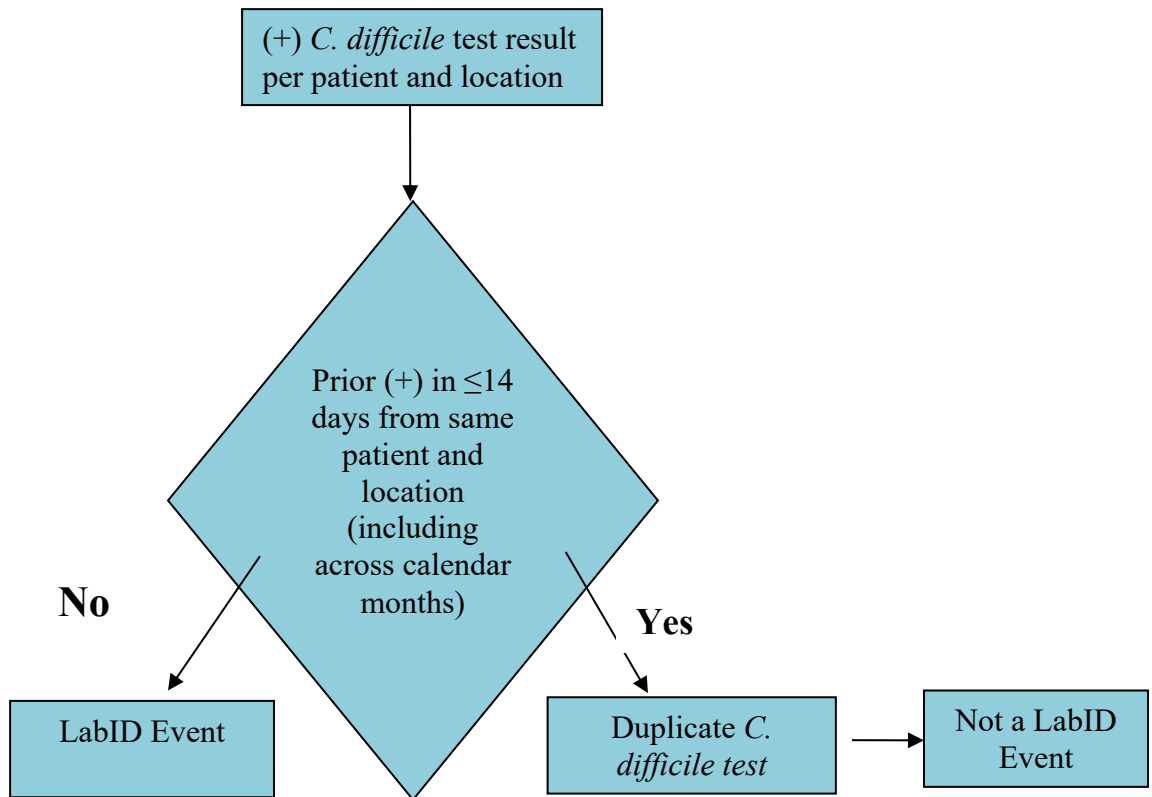 (+) C. difficile test result
per patient and location
Prior (+) in ≤14
days from same
patient and
location
(including
across calendar
months)
No
Yes
LabID Event
Duplicate C.
difficile test
Not a LabID
Event